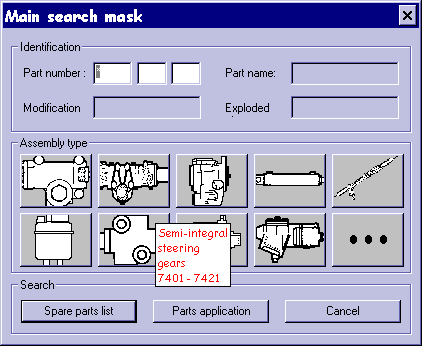 Main search mask
Identification
Part number :
Part name:
Modification
Exploded
Assembly type
Semi-integral
steering
gears
7401 - 7421
Search
Spare parts list
Parts application
Cancel